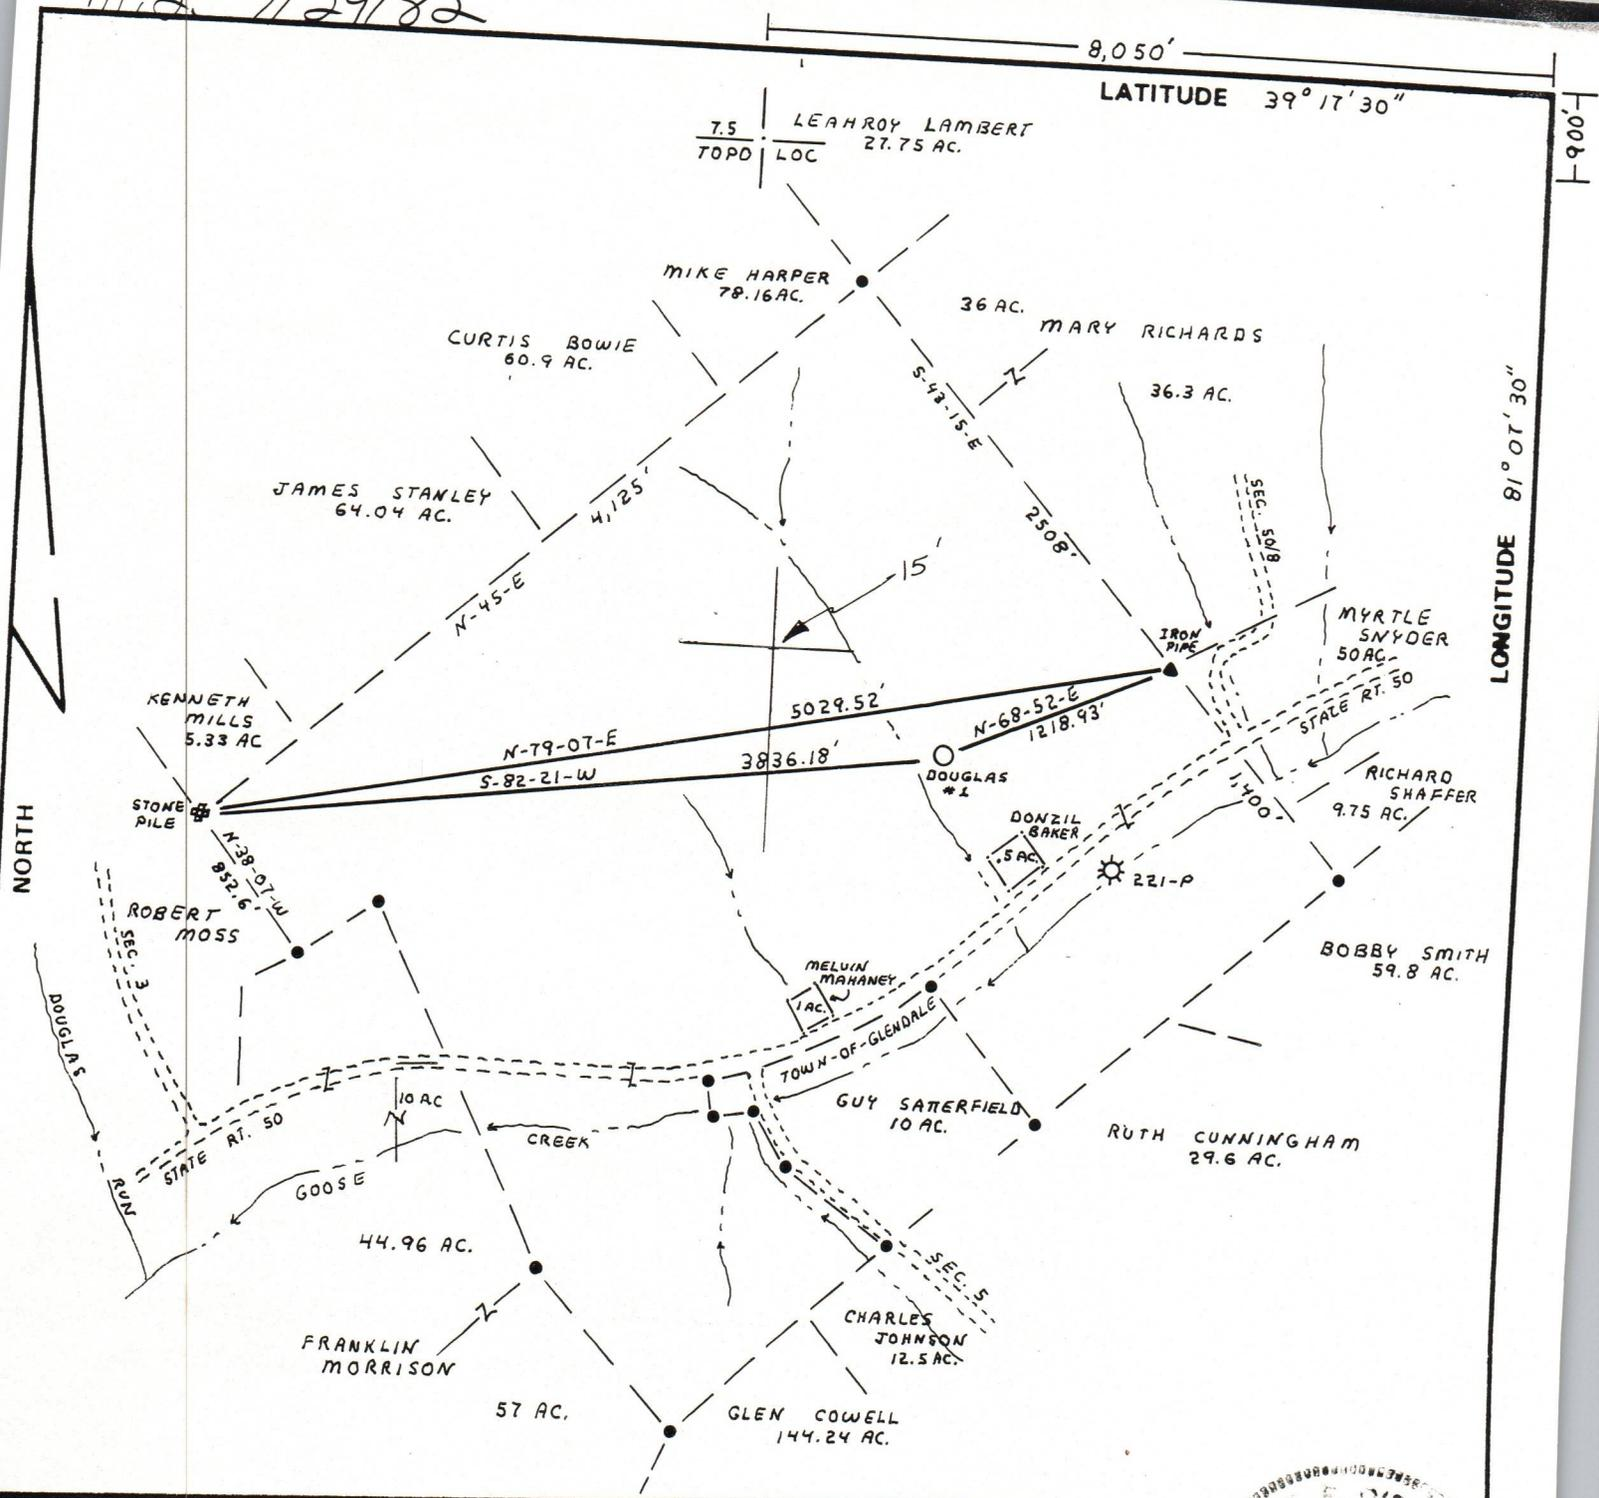 7/29/82
8,050'
LATITUDE 39° 17' 30"
900'
7.5
TOPO LOC
LEAHROY LAMBERT
27.75 AC.
MIKE HARPER
78.16 AC.
36 AC.
MARY RICHARDS
36.3 AC.
CURTIS BOWIE
60.9 AC.
S-43-15-E
2508'
LONGITUDE 81° 07' 30"
JAMES STANLEY
64.04 AC.
4,125'
N-45-E
SEC. 50/8
15'
IRON
PIPE
MYRTLE
SNYDER
50 AC.
KENNETH
MILLS
5.33 AC
5029.52'
N-79-07-E
N-68-52-E
1218.93'
STATE RT. 50
3836.18'
S-82-21-W
DOUGLAS
#1
STONE
PILE
1,400'
RICHARD
SHAFFER
9.75 AC.
NORTH
N-38-07-W
852.6'
DONZIL
BAKER
.5 AC.
221-P
ROBERT
MOSS
SEC. 3
BOBBY SMITH
59.8 AC.
MELVIN
MAHANEY
1 AC.
DOUGLAS
RUN
TOWN-OF-GLENDALE
10 AC
GUY SATTERFIELD
10 AC.
RUTH CUNNINGHAM
29.6 AC.
STATE RT. 50
CREEK
GOOSE
44.96 AC.
SEC. 5
CHARLES
JOHNSON
12.5 AC.
FRANKLIN
MORRISON
57 AC.
GLEN COWELL
144.24 AC.